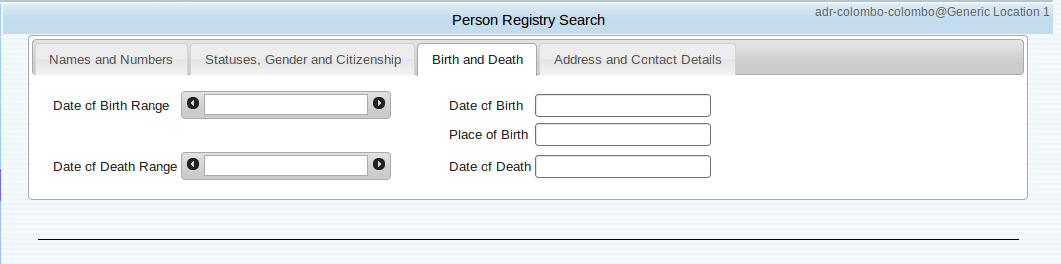 adr-colombo-colombo@Generic Location 1
Person Registry Search
Names and Numbers Statuses, Gender and Citizenship Birth and Death Address and Contact Details
Date of Birth Range Date of Birth
Place of Birth
Date of Death Range Date of Death